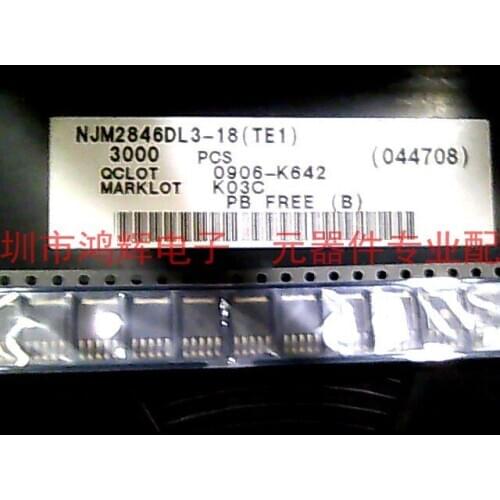 NJM2846DL3-18(TE1)
3000 PCS (044708)
QCLOT 0906-K642
MARKLOT K03C
PB FREE (B)
圳市鸿辉电子 元器件专业配